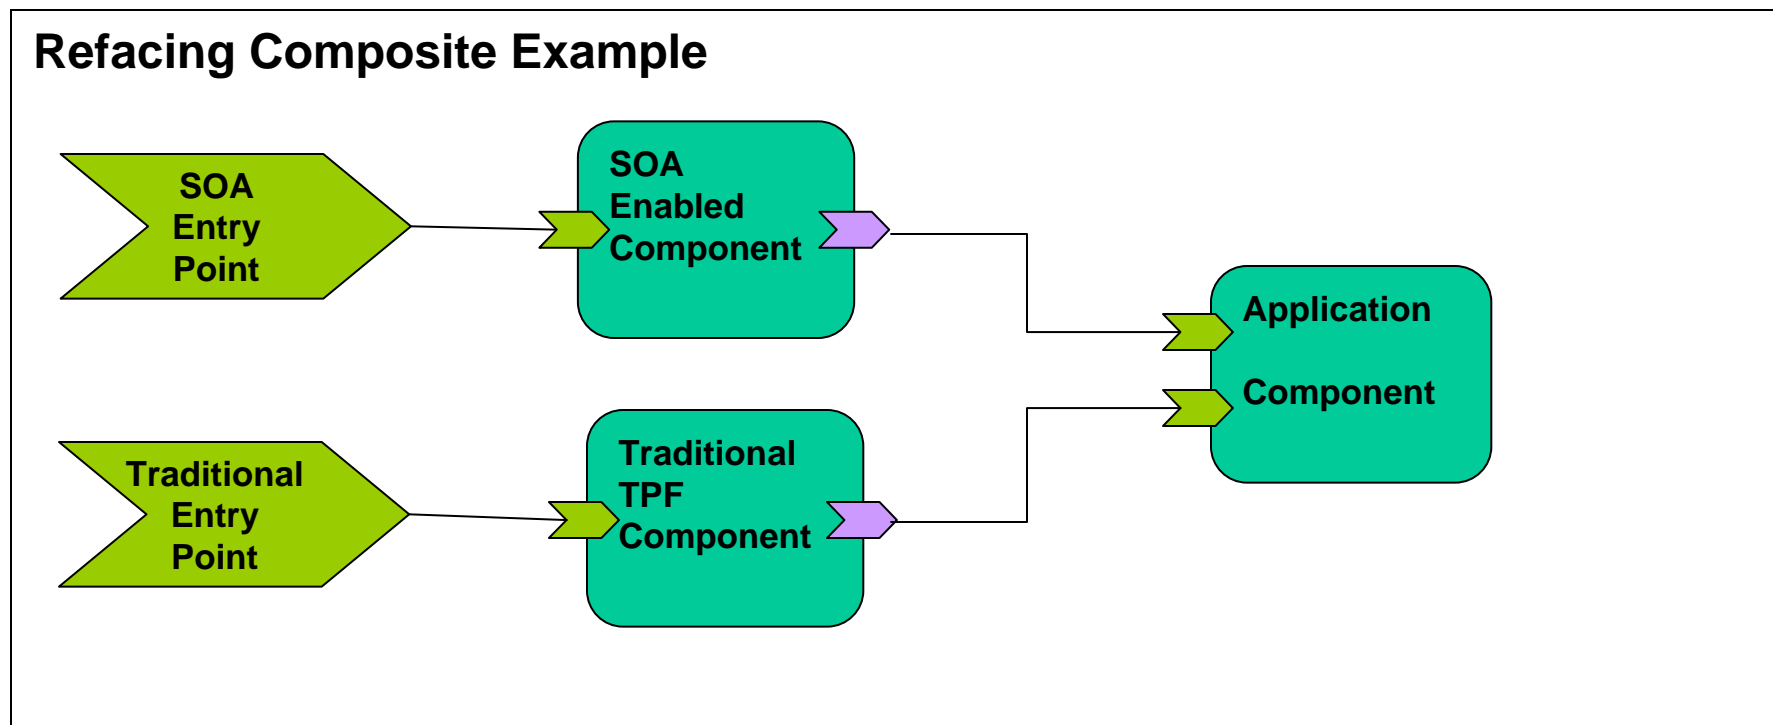 Refacing Composite Example
SOA
Entry
Point
SOA
Enabled
Component
Application
Component
Traditional
Entry
Point
Traditional
TPF
Component